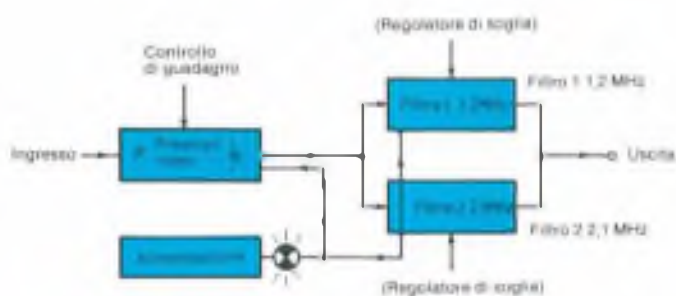 (Regolatore di soglia)
Controllo
di guadagno
Filtro 1 1,2 MHz
Ingresso
Uscita
Filtro 2 2,1 MHz
(Regolatore di soglia)